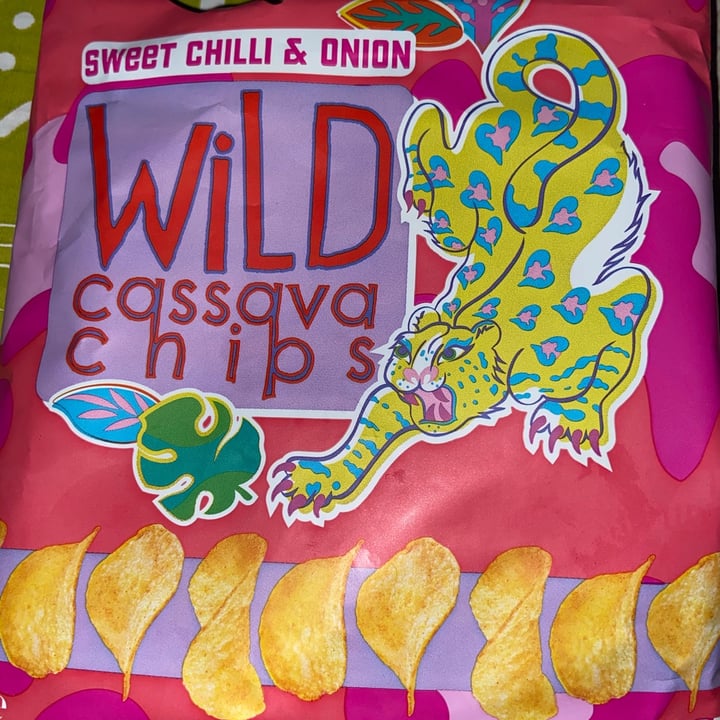 SWEET CHILLI & ONION
WiLD
cassava
chips